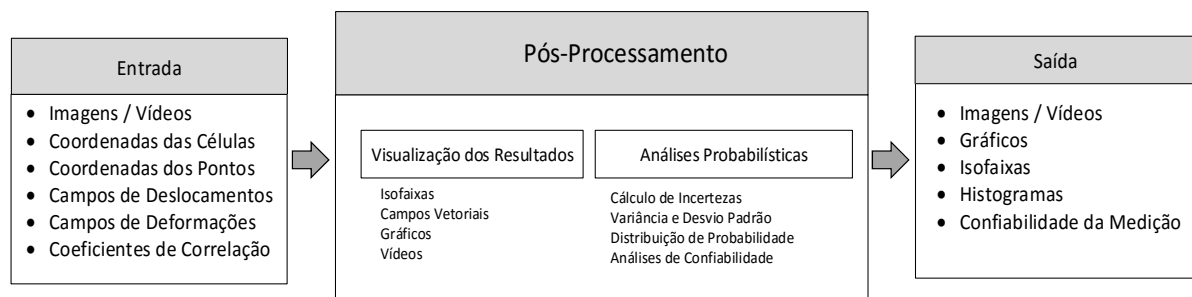 Entrada
• Imagens / Vídeos
• Coordenadas das Células
• Coordenadas dos Pontos
• Campos de Deslocamentos
• Campos de Deformações
• Coeficientes de Correlação
Pós-Processamento
Visualização dos Resultados
Isofaixas
Campos Vetoriais
Gráficos
Vídeos
Análises Probabilísticas
Cálculo de Incertezas
Variância e Desvio Padrão
Distribuição de Probabilidade
Análises de Confiabilidade
Saída
• Imagens / Vídeos
• Gráficos
• Isofaixas
• Histogramas
• Confiabilidade da Medição